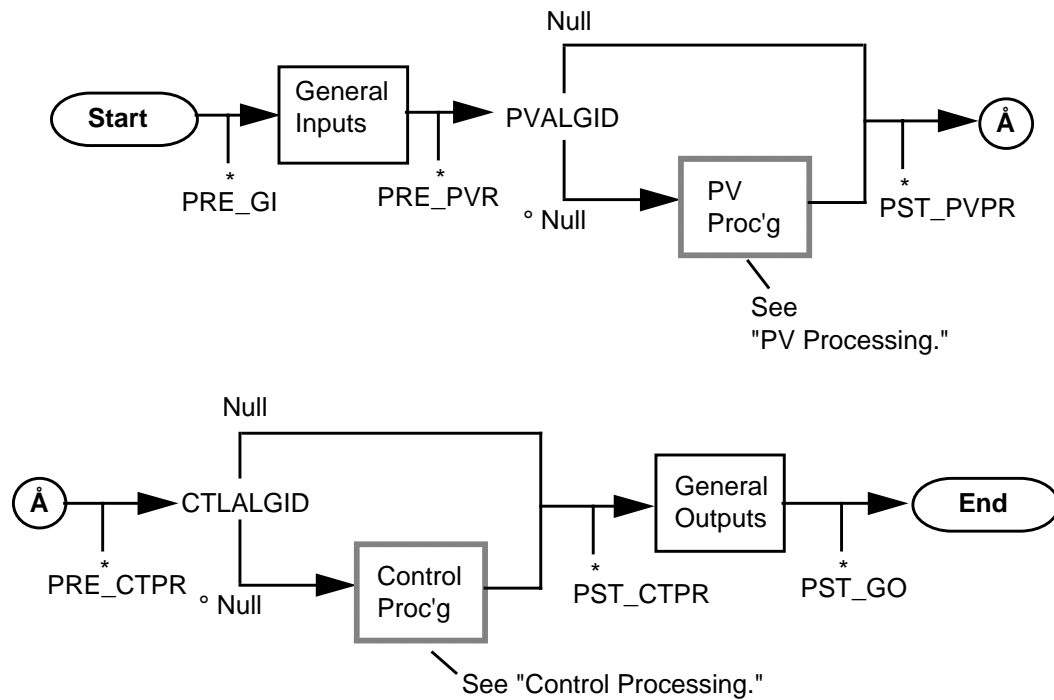 Null
Start
General
Inputs
PVALGID
Å
*
PRE_GI
*
PRE_PVR
° Null
PV
Proc'g
*
PST_PVPR
See
"PV Processing."
Null
Å
CTLALGID
General
Outputs
End
*
PRE_CTPR
° Null
Control
Proc'g
*
PST_CTPR
*
PST_GO
See "Control Processing."